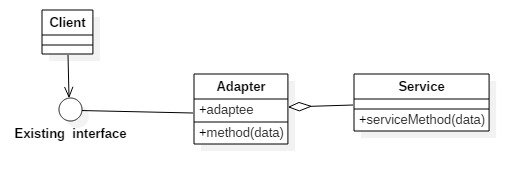 Client
Adapter
+adaptee
+method(data)
Service
+serviceMethod(data)
Existing interface